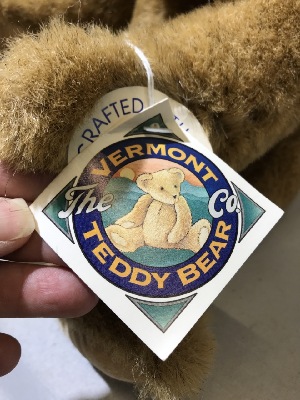 CRAFTED
The VERMONT TEDDY BEAR Co.